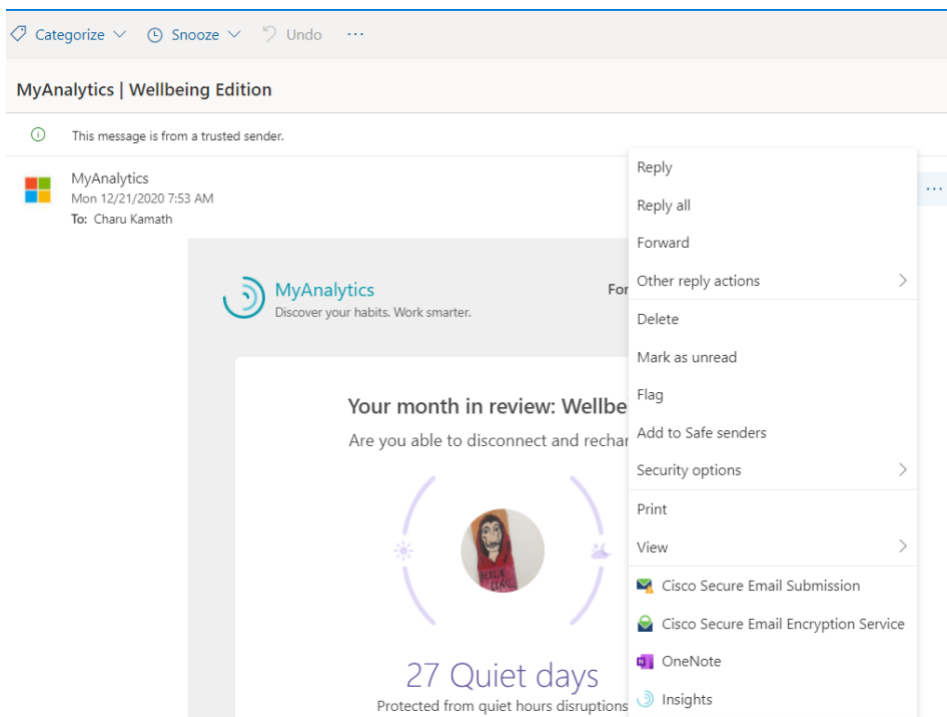 Categorize Snooze Undo ...
MyAnalytics | Wellbeing Edition
This message is from a trusted sender.
MyAnalytics
Mon 12/21/2020 7:53 AM
To: Charu Kamath
MyAnalytics
Discover your habits. Work smarter.
For
Your month in review: Wellbe
Are you able to disconnect and rechar
27 Quiet days
Protected from quiet hours disruptions
Reply
Reply all
Forward
Other reply actions
Delete
Mark as unread
Flag
Add to Safe senders
Security options
Print
View
Cisco Secure Email Submission
Cisco Secure Email Encryption Service
OneNote
Insights